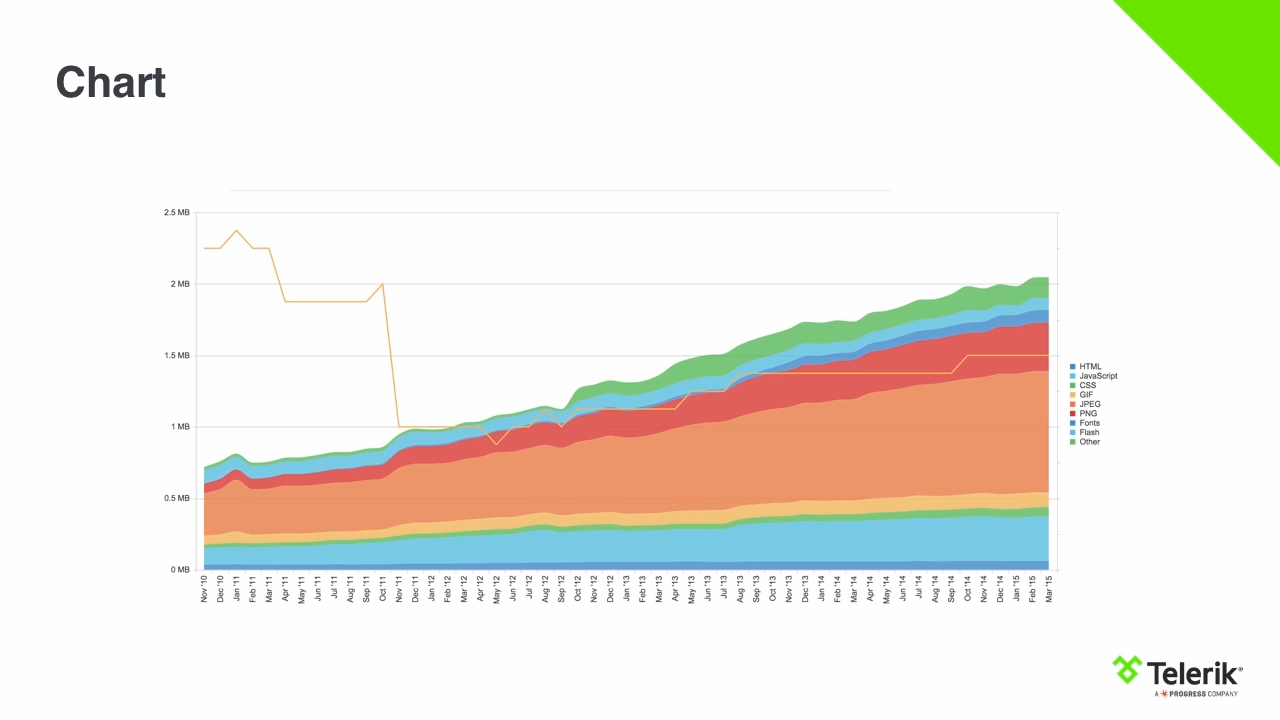 Chart
2.5 MB
2 MB
1.5 MB
1 MB
0.5 MB
0 MB
Nov '10
Dec '10
Jan '11
Feb '11
Mar '11
Apr '11
May '11
Jun '11
Jul '11
Aug '11
Sep '11
Oct '11
Nov '11
Dec '11
Jan '12
Feb '12
Mar '12
Apr '12
May '12
Jun '12
Jul '12
Aug '12
Sep '12
Oct '12
Nov '12
Dec '12
Jan '13
Feb '13
Mar '13
Apr '13
May '13
Jun '13
Jul '13
Aug '13
Sep '13
Oct '13
Nov '13
Dec '13
Jan '14
Feb '14
Mar '14
Apr '14
May '14
Jun '14
Jul '14
Aug '14
Sep '14
Oct '14
Nov '14
Dec '14
Jan '15
Feb '15
Mar '15
HTML
JavaScript
CSS
GIF
JPEG
PNG
Fonts
Flash
Other
Telerik®
A PROGRESS COMPANY